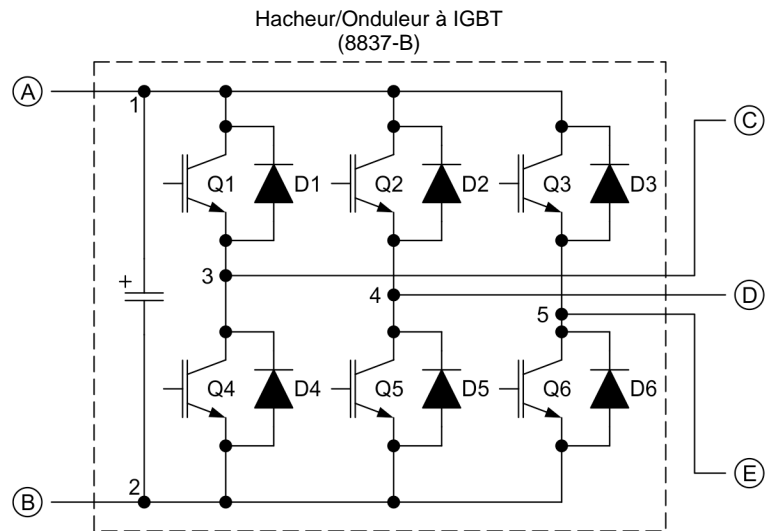 Hacheur/Onduleur à IGBT
(8837-B)
A
1
C
Q1
D1
Q2
D2
Q3
D3
3
4
D
+
5
Q4
D4
Q5
D5
Q6
D6
E
2
B